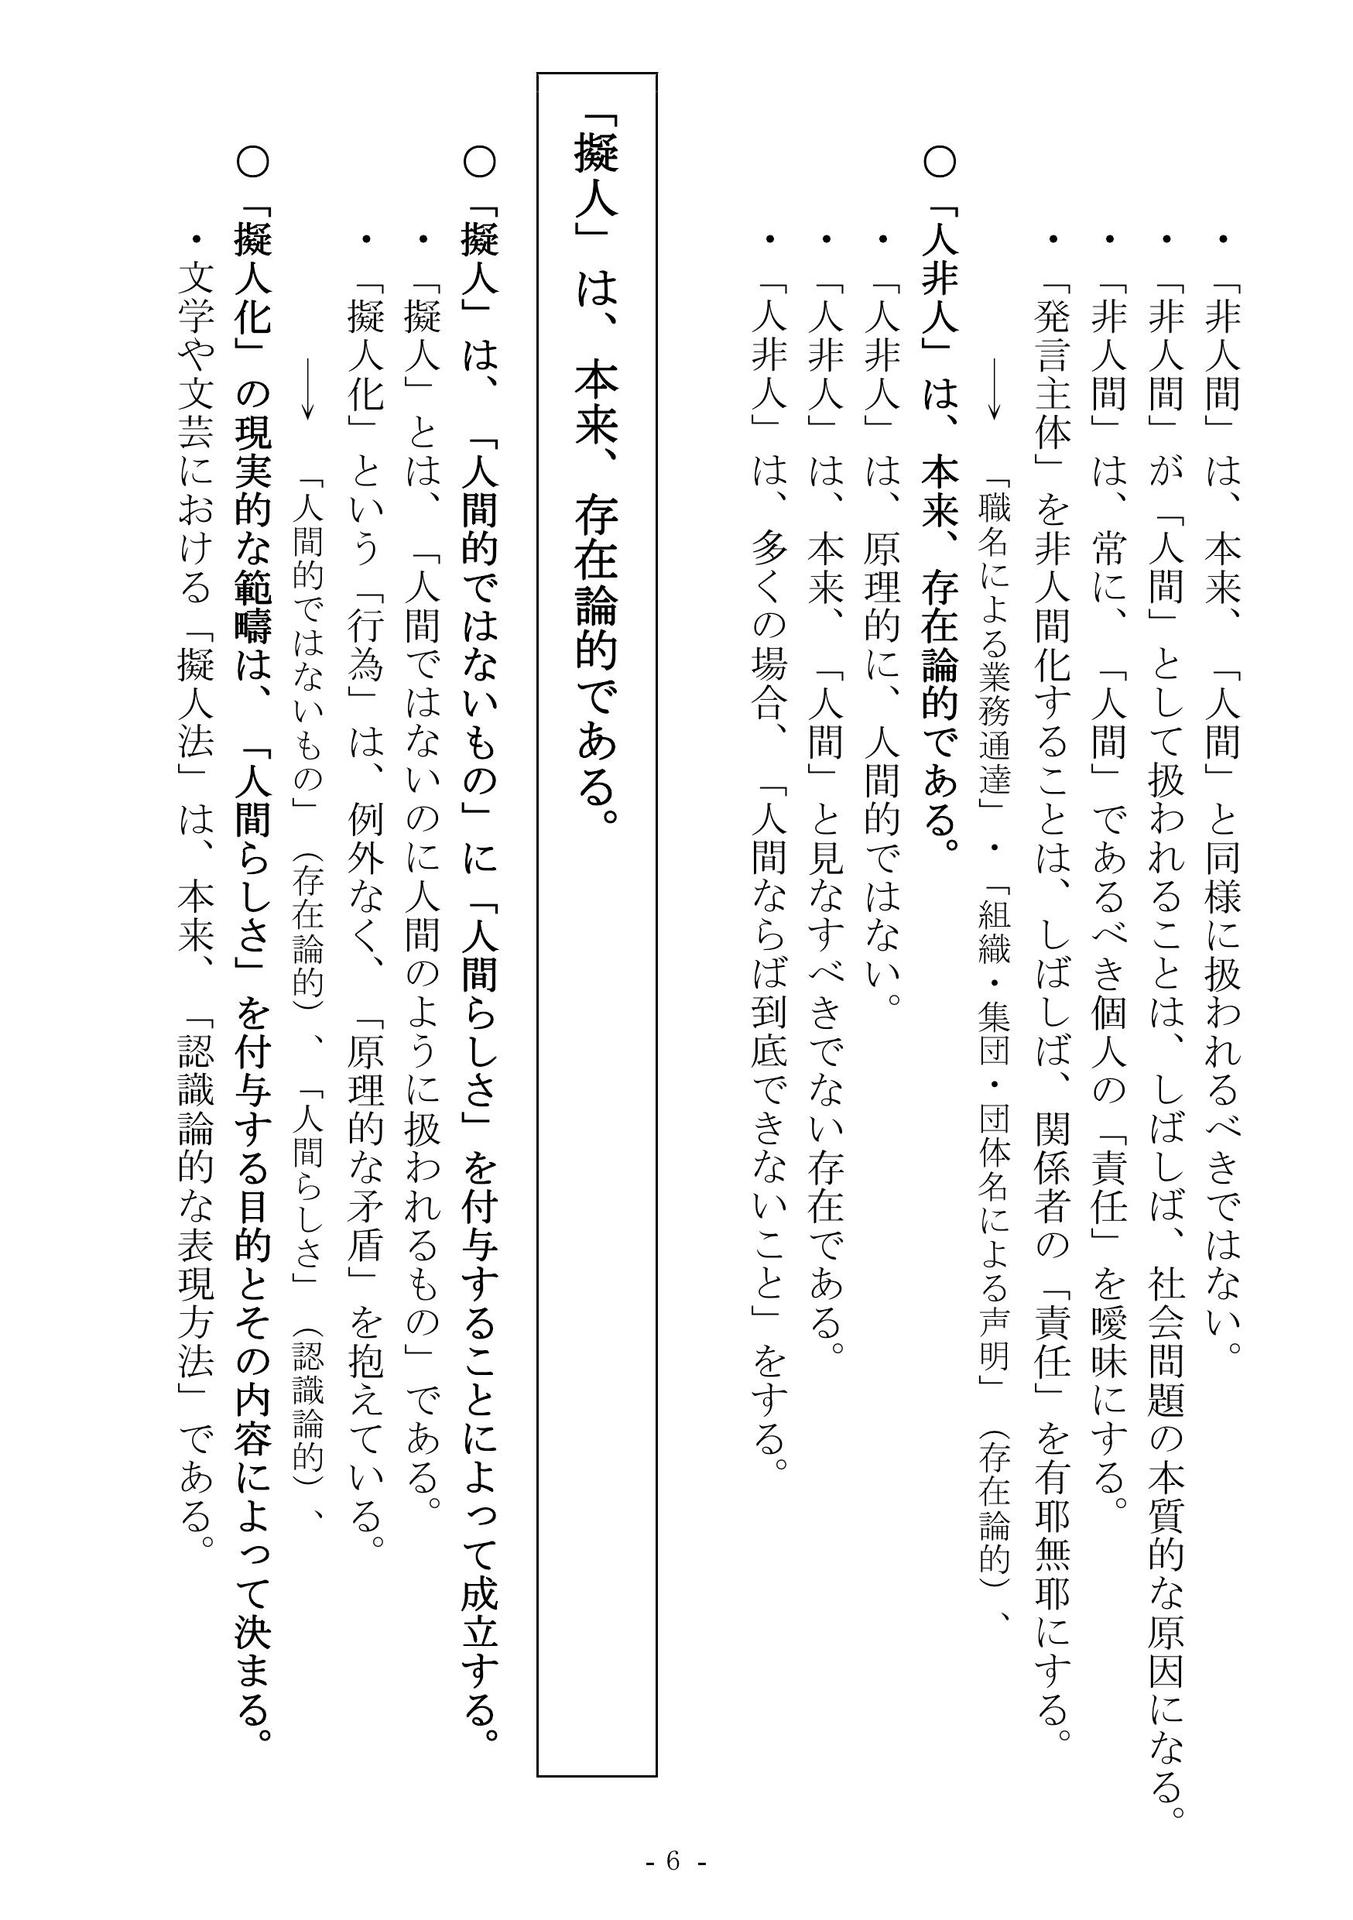 ・「非人間」は、本来、「人間」と同様に扱われるべきではない。
・「非人間」が「人間」として扱われることは、しばしば、社会問題の本質的な原因になる。
・「非人間」は、常に、「人間」であるべき個人の「責任」を曖昧にする。
・「発言主体」を非人間化することは、しばしば、関係者の「責任」を有耶無耶にする。
→「職名による業務通達」・「組織・集団・団体名による声明」（存在論的）、
○「人非人」は、本来、存在論的である。
・「人非人」は、原理的に、人間的ではない。
・「人非人」は、本来、「人間」と見なすべきでない存在である。
・「人非人」は、多くの場合、「人間ならば到底できないこと」をする。
「擬人」は、本来、存在論的である。
○「擬人」は、「人間的ではないもの」に「人間らしさ」を付与することによって成立する。
・「擬人」とは、「人間ではないのに人間のように扱われるもの」である。
・「擬人化」という「行為」は、例外なく、「原理的な矛盾」を抱えている。
→「人間的ではないもの」（存在論的）、「人間らしさ」（認識論的）、
○「擬人化」の現実的な範疇は、「人間らしさ」を付与する目的とその内容によって決まる。
・文学や文芸における「擬人法」は、本来、「認識論的な表現方法」である。
- 6 -